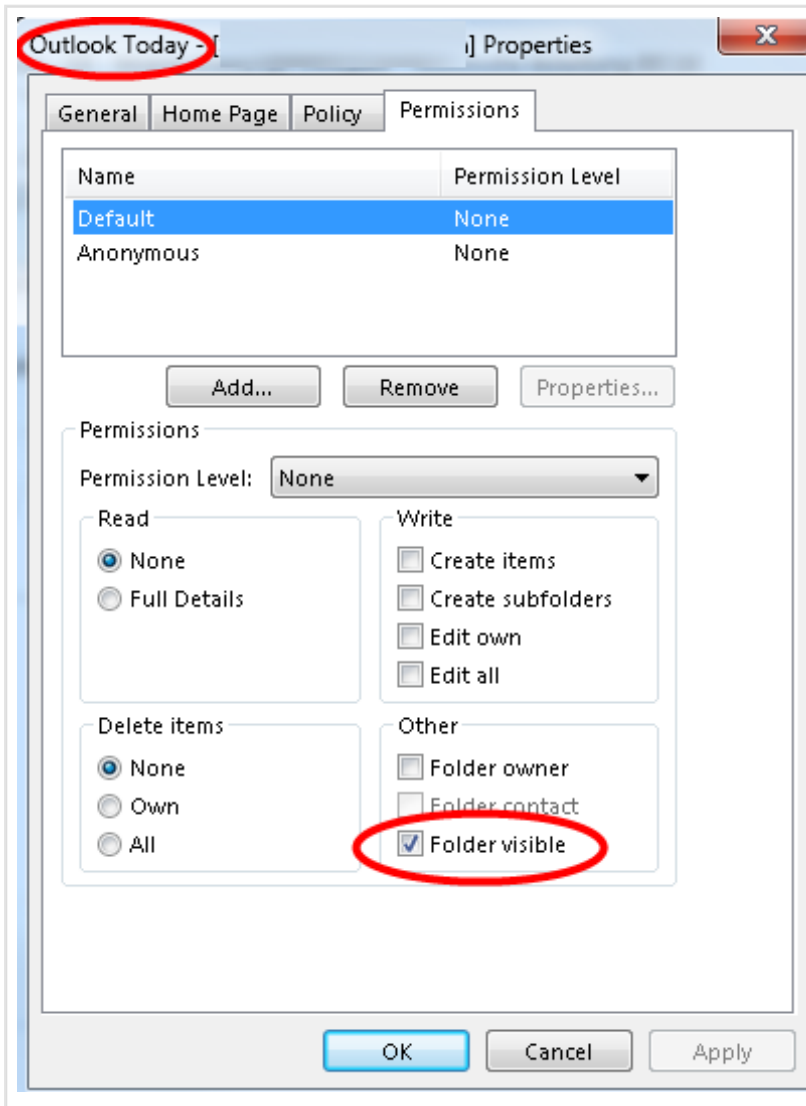 Outlook Today - [ ] Properties
General Home Page Policy Permissions
Name Permission Level
Default None
Anonymous None
Add... Remove Properties...
Permissions
Permission Level: None
Read Write
None Create items
Full Details Create subfolders
Edit own
Edit all
Delete items Other
None Folder owner
Own Folder contact
All Folder visible
OK Cancel Apply